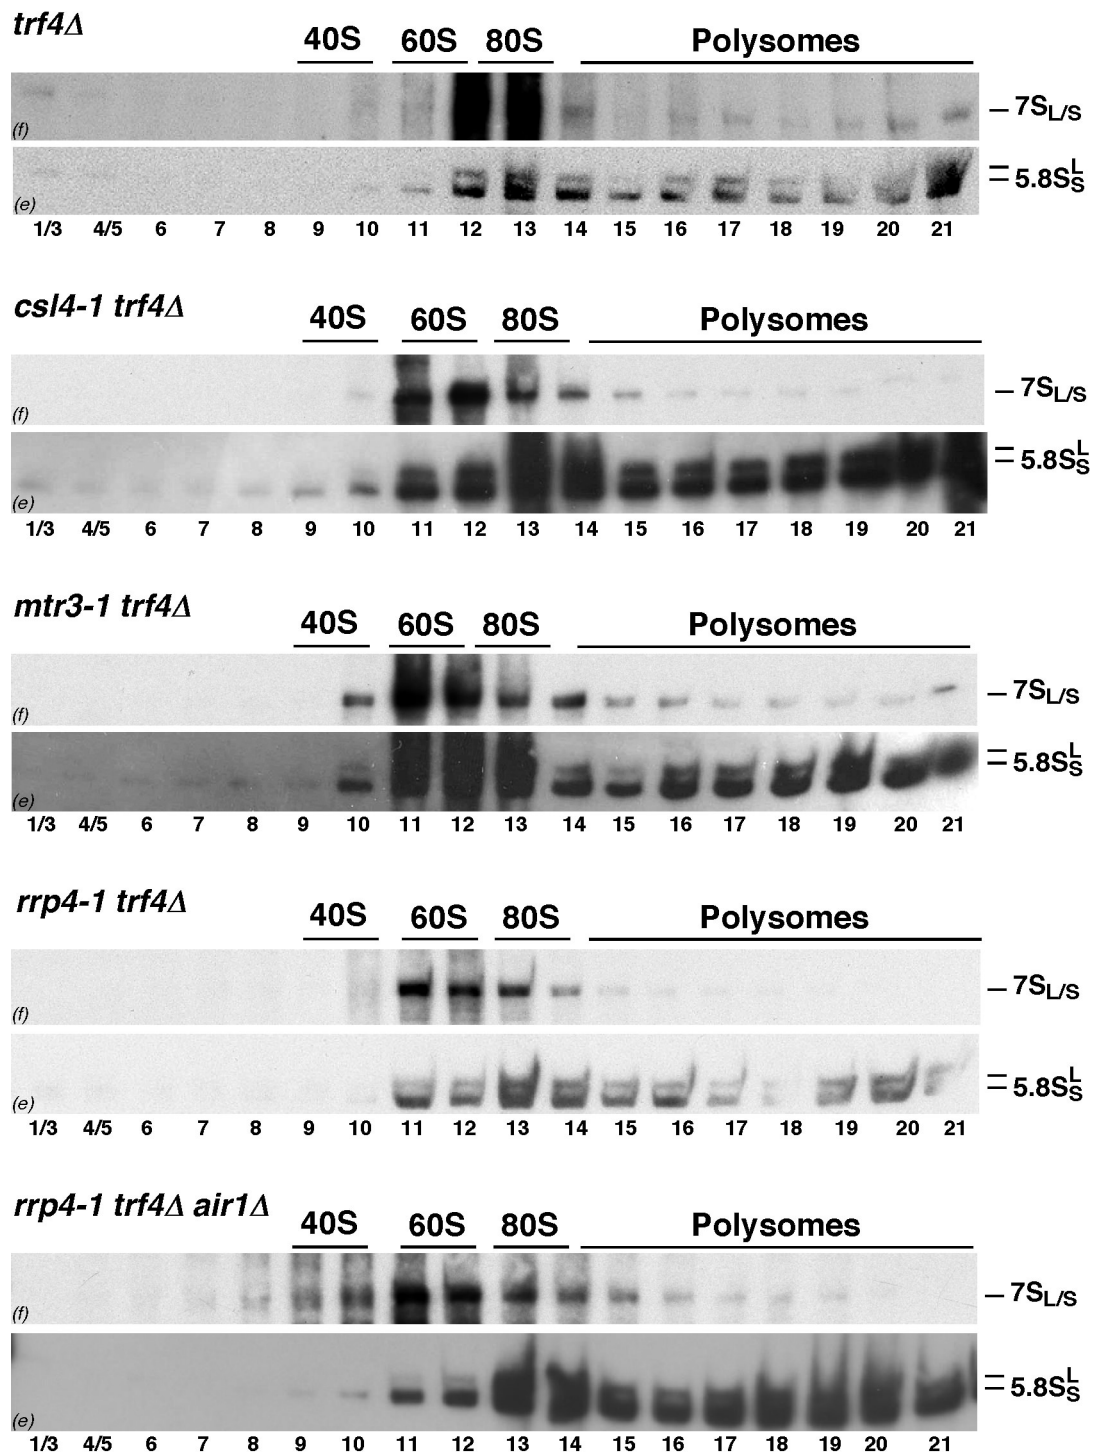 trf4Δ
40S 60S 80S Polysomes
(f) – 7SL/S
(e) 5.8SLS
1/3 4/5 6 7 8 9 10 11 12 13 14 15 16 17 18 19 20 21
csl4-1 trf4Δ
40S 60S 80S Polysomes
(f) – 7SL/S
(e) 5.8SLS
1/3 4/5 6 7 8 9 10 11 12 13 14 15 16 17 18 19 20 21
mtr3-1 trf4Δ
40S 60S 80S Polysomes
(f) – 7SL/S
(e) 5.8SLS
1/3 4/5 6 7 8 9 10 11 12 13 14 15 16 17 18 19 20 21
rrp4-1 trf4Δ
40S 60S 80S Polysomes
(f) – 7SL/S
(e) 5.8SLS
1/3 4/5 6 7 8 9 10 11 12 13 14 15 16 17 18 19 20 21
rrp4-1 trf4Δ air1Δ
40S 60S 80S Polysomes
(f) – 7SL/S
(e) 5.8SLS
1/3 4/5 6 7 8 9 10 11 12 13 14 15 16 17 18 19 20 21